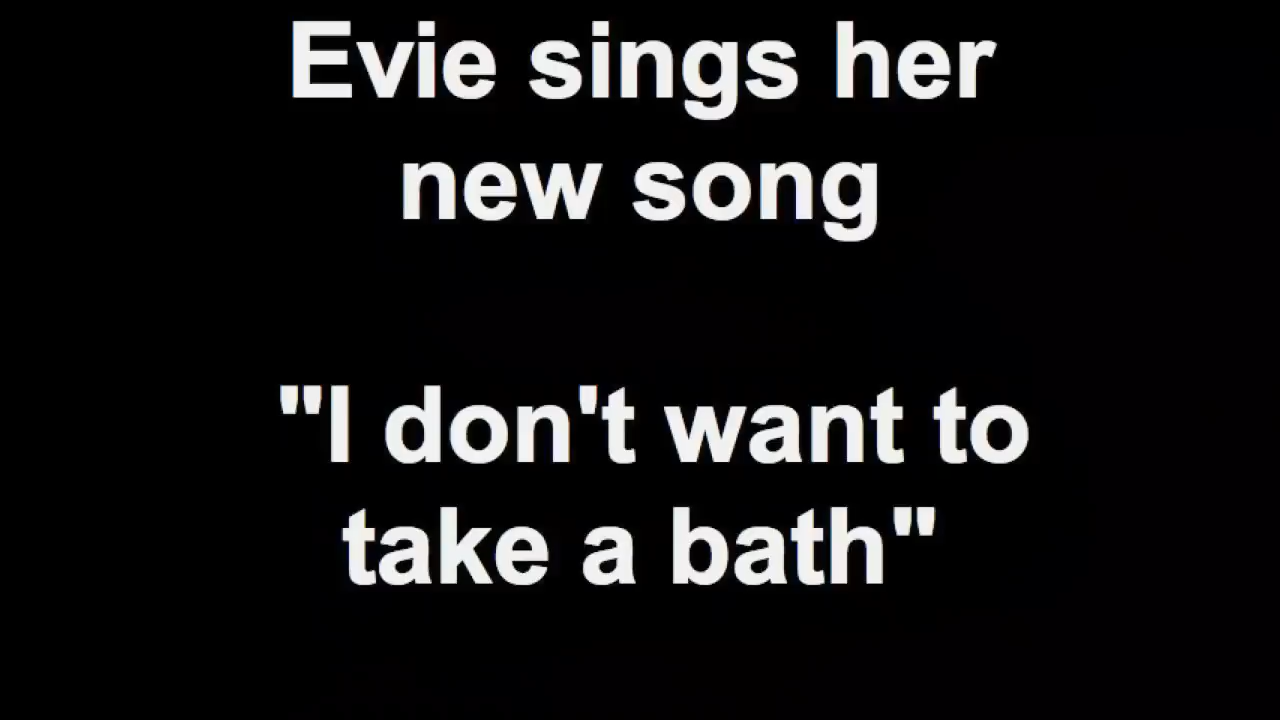 Evie sings her
new song
"I don't want to
take a bath"